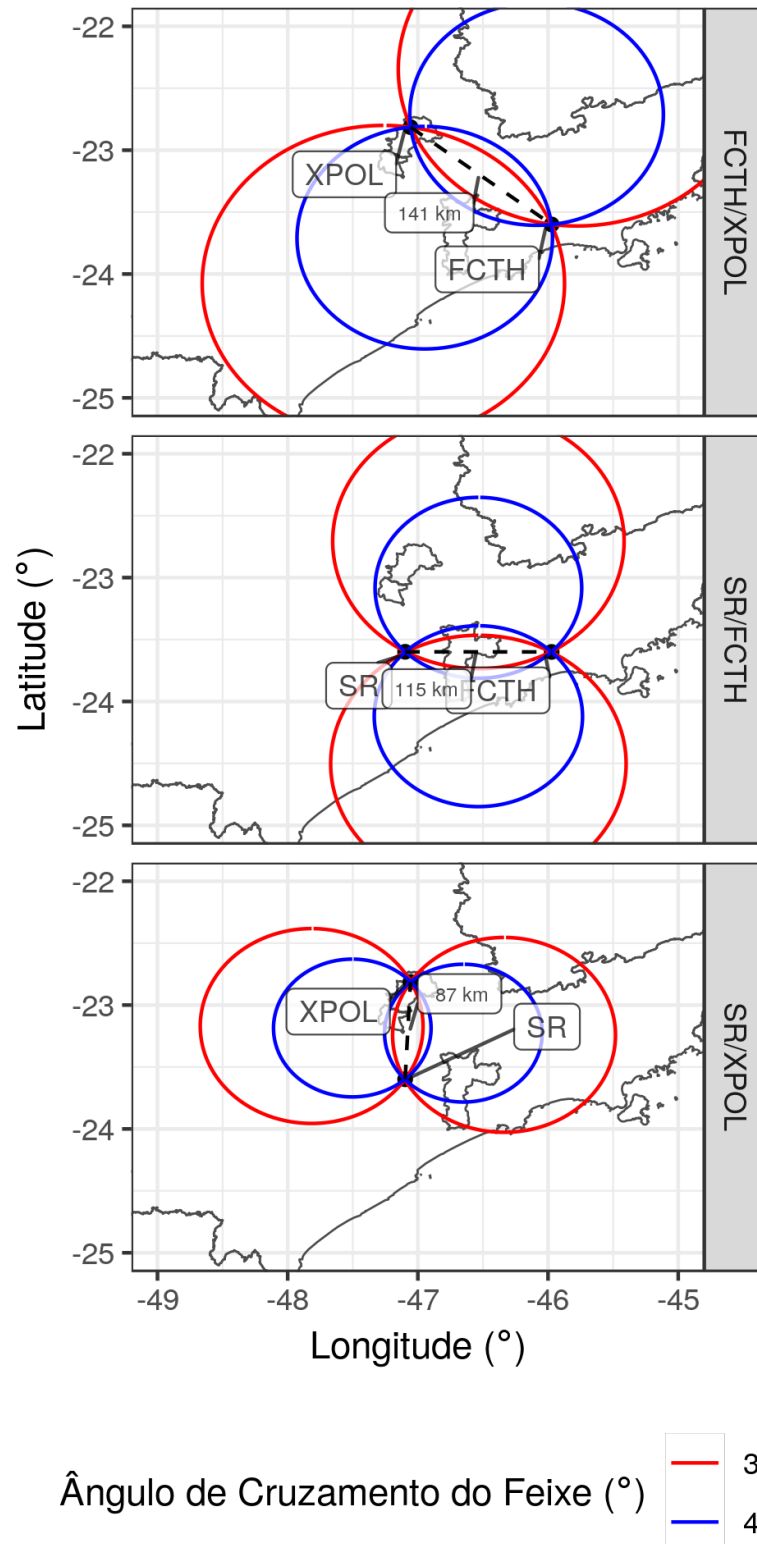 -22
-23
-24
-25
XPOL
141 km
FCTH
FCTH/XPOL
-22
-23
-24
-25
SR
115 km
FCTH
SR/FCTH
-22
-23
-24
-25
XPOL
87 km
SR
SR/XPOL
-49
-48
-47
-46
-45
Latitude (°)
Longitude (°)
Ângulo de Cruzamento do Feixe (°)
3
4